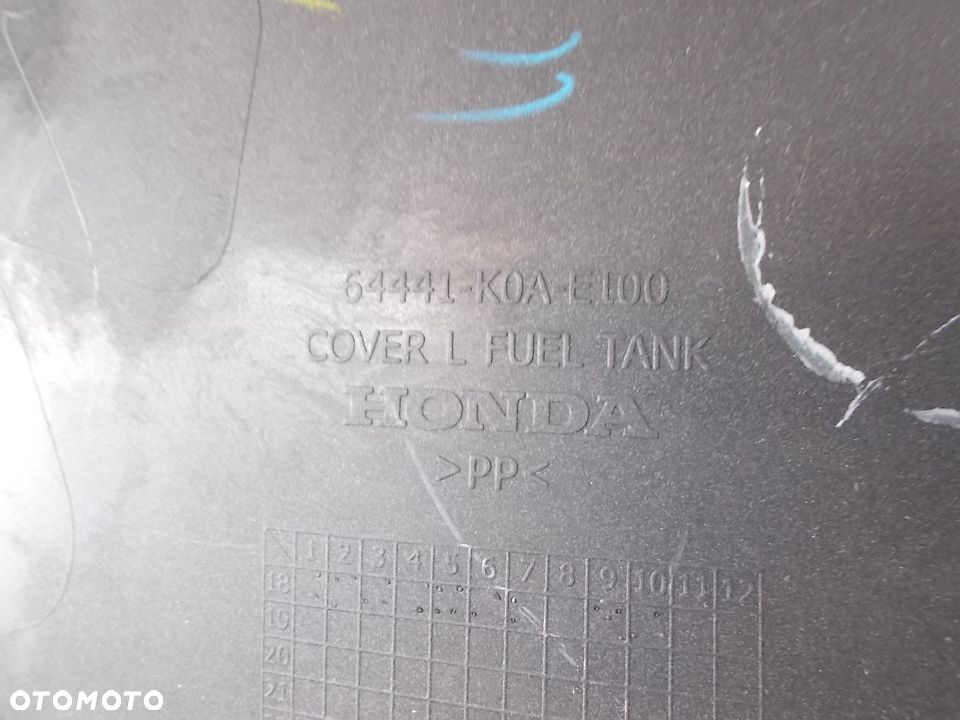 64441-K0A-E100
COVER L FUEL TANK
HONDA
>PP<
1 2 3 4 5 6 7 8 9 10 11 12
18
19
20
21
OTOMOTO